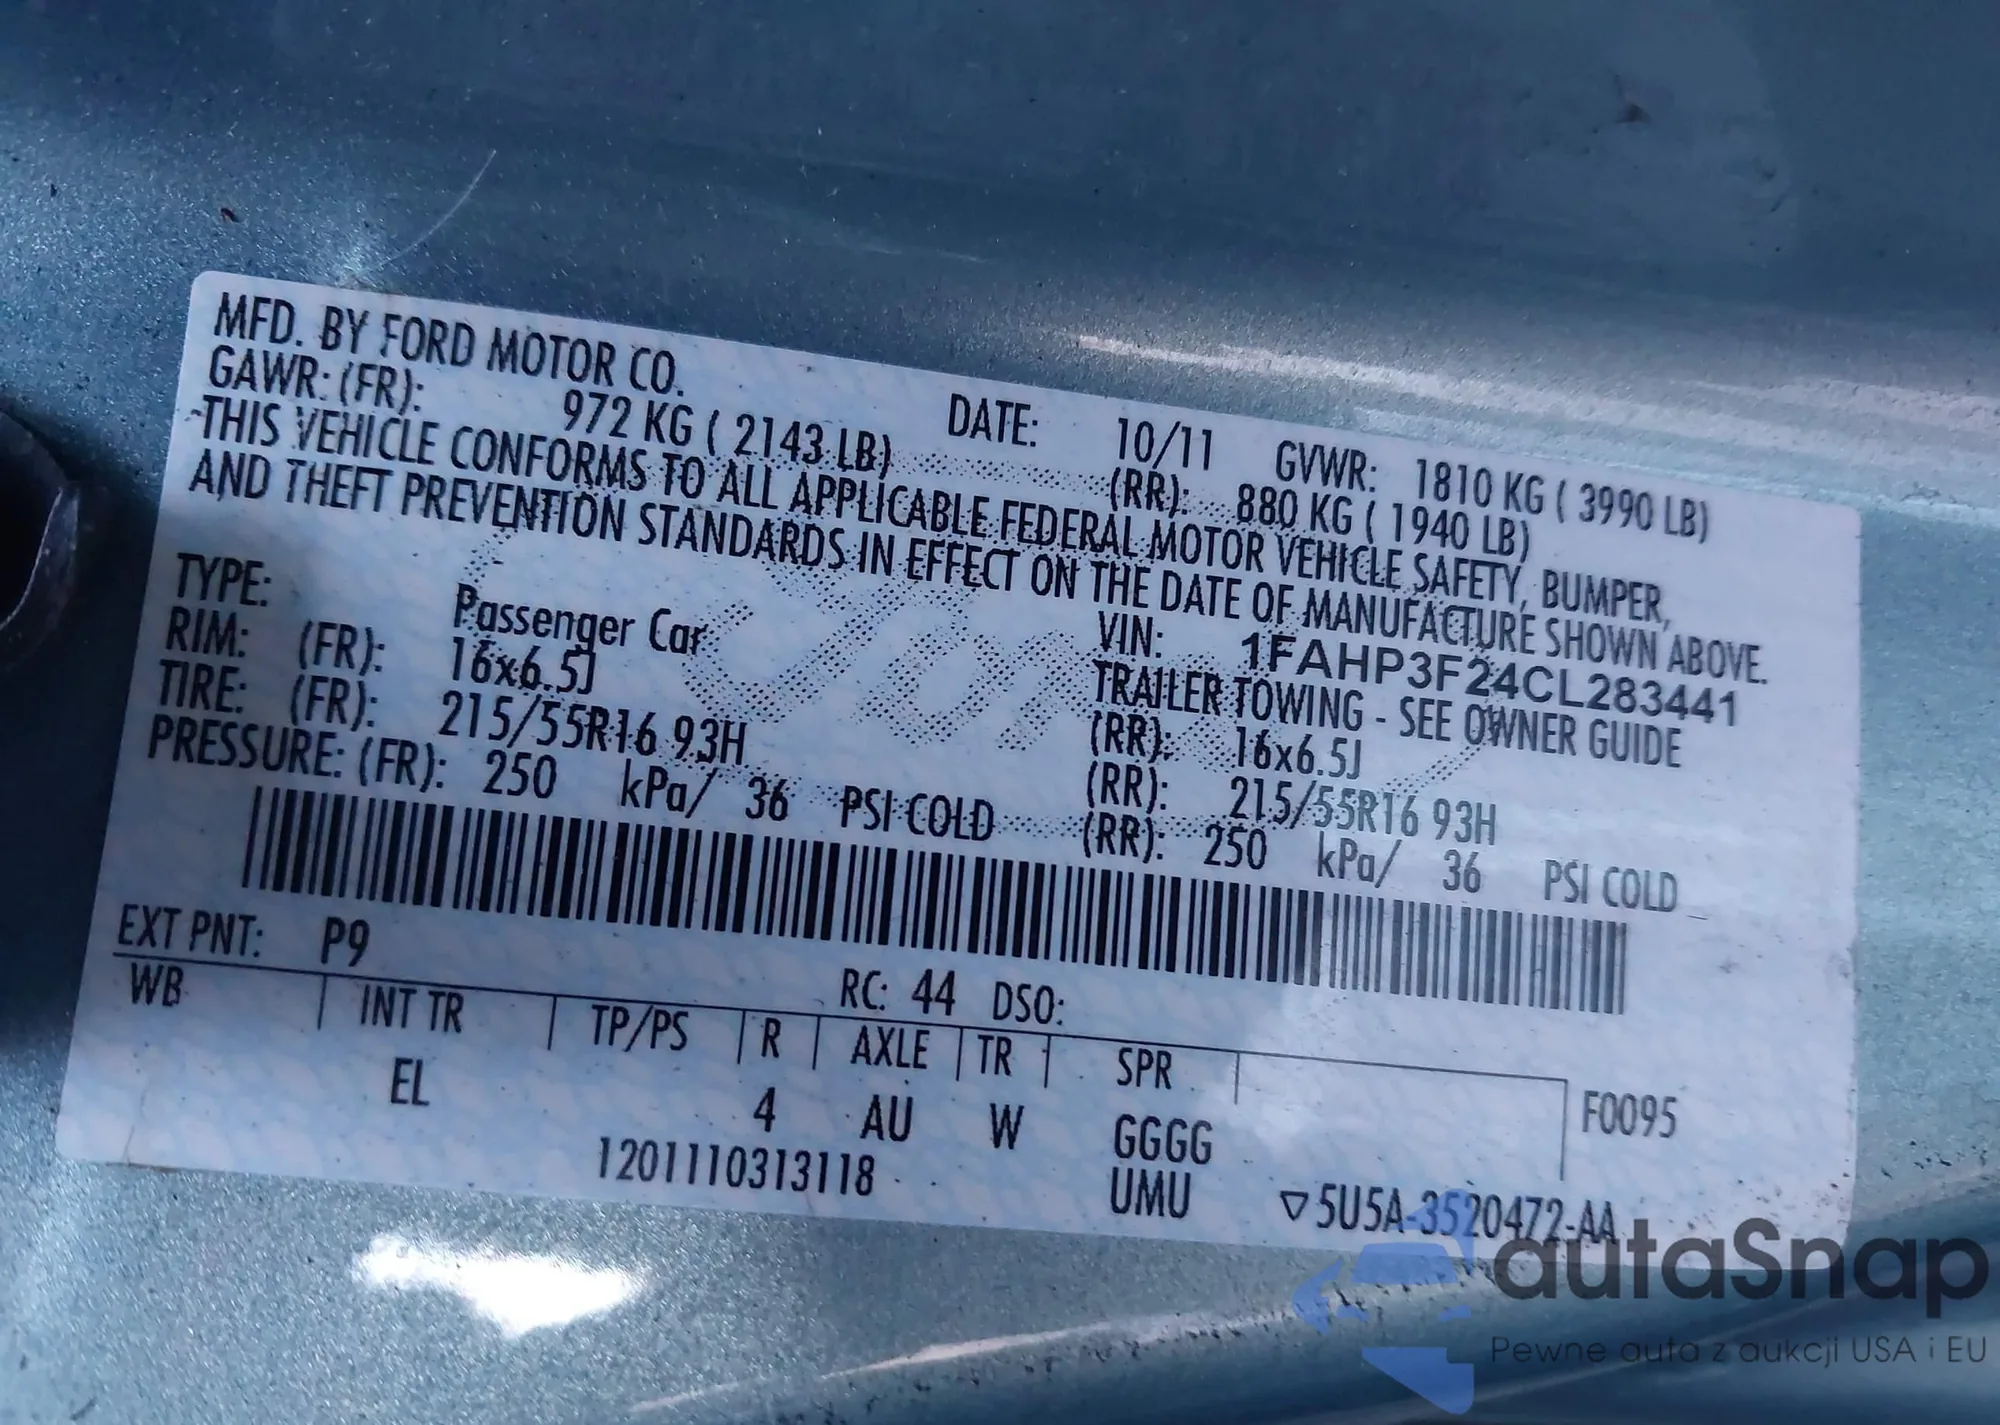 MFD. BY FORD MOTOR CO. DATE: 10/11 GVWR: 1810 KG ( 3990 LB)
GAWR: (FR): 972 KG ( 2143 LB) (RR): 880 KG ( 1940 LB)
THIS VEHICLE CONFORMS TO ALL APPLICABLE FEDERAL MOTOR VEHICLE SAFETY, BUMPER,
AND THEFT PREVENTION STANDARDS IN EFFECT ON THE DATE OF MANUFACTURE SHOWN ABOVE.
VIN: 1FAHP3F24CL283441
TYPE: Passenger Car TRAILER TOWING - SEE OWNER GUIDE
RIM: (FR): 16x6.5J (RR): 16x6.5J
TIRE: (FR): 215/55R16 93H (RR): 215/55R16 93H
PRESSURE: (FR): 250 kPa/ 36 PSI COLD (RR): 250 kPa/ 36 PSI COLD
EXT PNT: P9 RC: 44 DSO:
WB INT TR TP/PS R AXLE TR SPR F0095
EL 4 AU W GGGG
1201110313118 UMU ▽5U5A-3520472-AA
autaSnap
Pewne auta z aukcji USA i EU